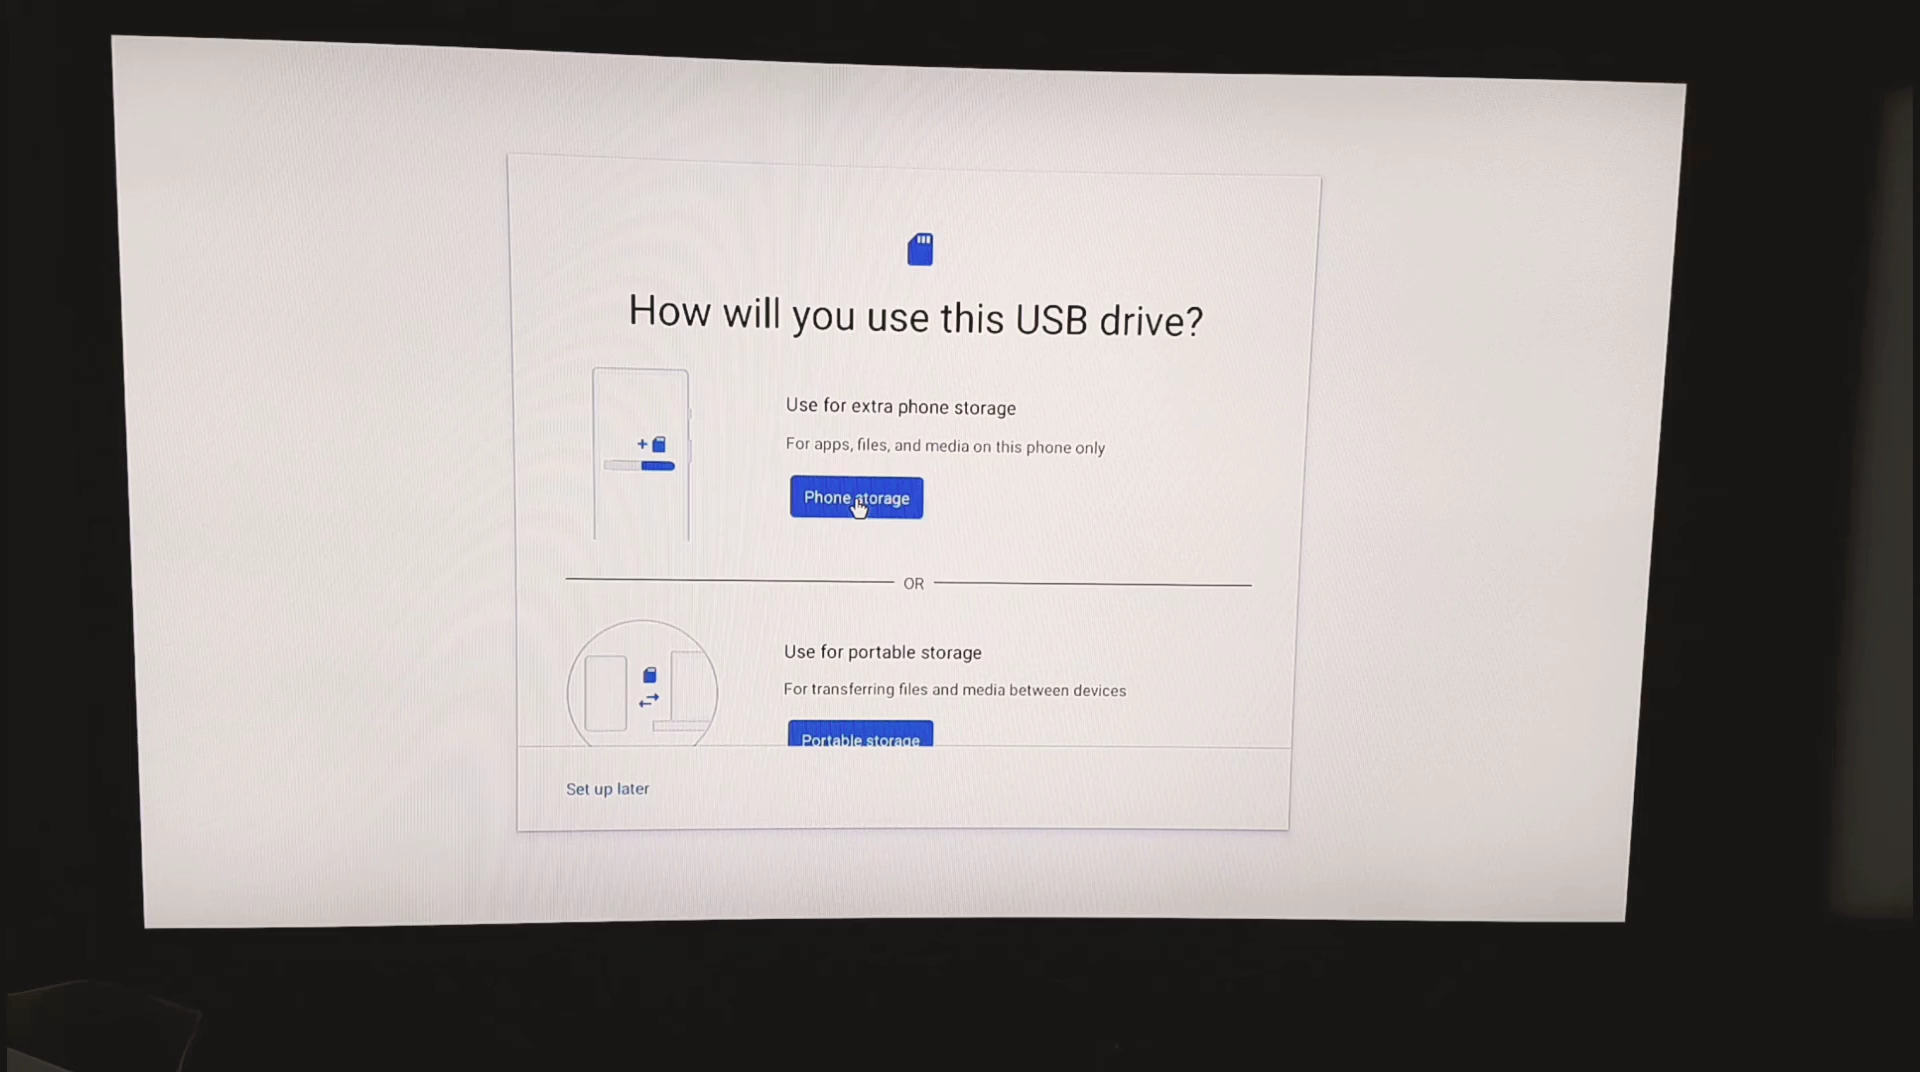 How will you use this USB drive?
Use for extra phone storage
For apps, files, and media on this phone only
Phone storage
OR
Use for portable storage
For transferring files and media between devices
Portable storage
Set up later